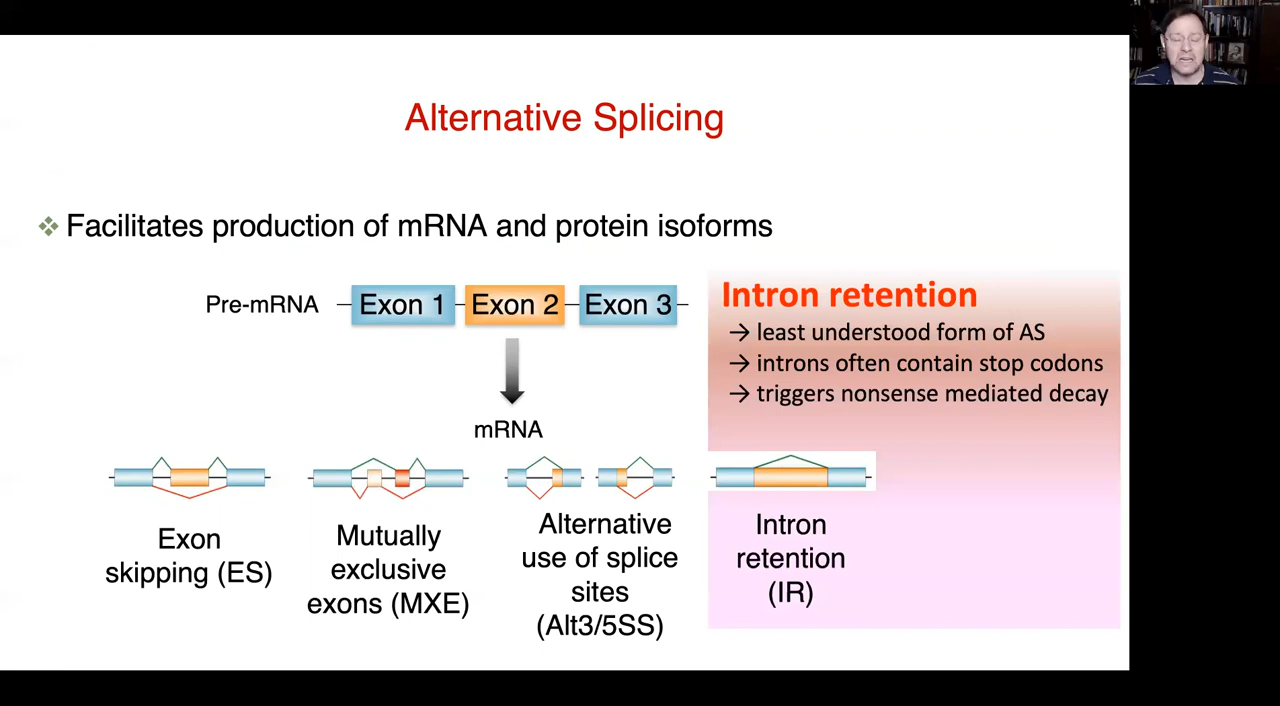 Alternative Splicing
Facilitates production of mRNA and protein isoforms
Pre-mRNA
Exon 1
Exon 2
Exon 3
mRNA
Intron retention
→ least understood form of AS
→ introns often contain stop codons
→ triggers nonsense mediated decay
Exon
skipping (ES)
Mutually
exclusive
exons (MXE)
Alternative
use of splice
sites
(Alt3/5SS)
Intron
retention
(IR)